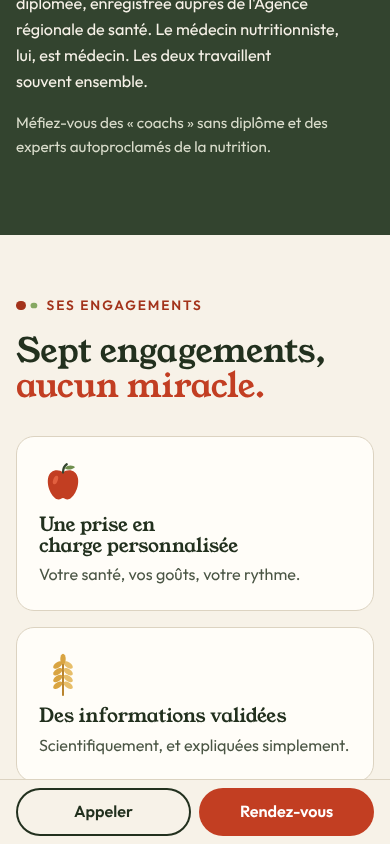 diplômée, enregistrée auprès de l'Agence
régionale de santé. Le médecin nutritionniste,
lui, est médecin. Les deux travaillent
souvent ensemble.
Méfiez-vous des « coachs » sans diplôme et des
experts autoproclamés de la nutrition.
SES ENGAGEMENTS
Sept engagements,
aucun miracle.
Une prise en
charge personnalisée
Votre santé, vos goûts, votre rythme.
Des informations validées
Scientifiquement, et expliquées simplement.
Appeler
Rendez-vous